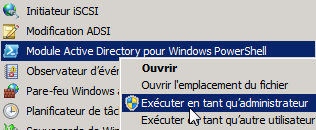 Initiateur iSCSI
Modification ADSI
Module Active Directory pour Windows PowerShell
Observateur d'évén
Ouvrir
Ouvrir l'emplacement du fichier
Pare-feu Windows a
Exécuter en tant qu'administrateur
Planificateur de tâc
Exécuter en tant qu'autre utilisateur